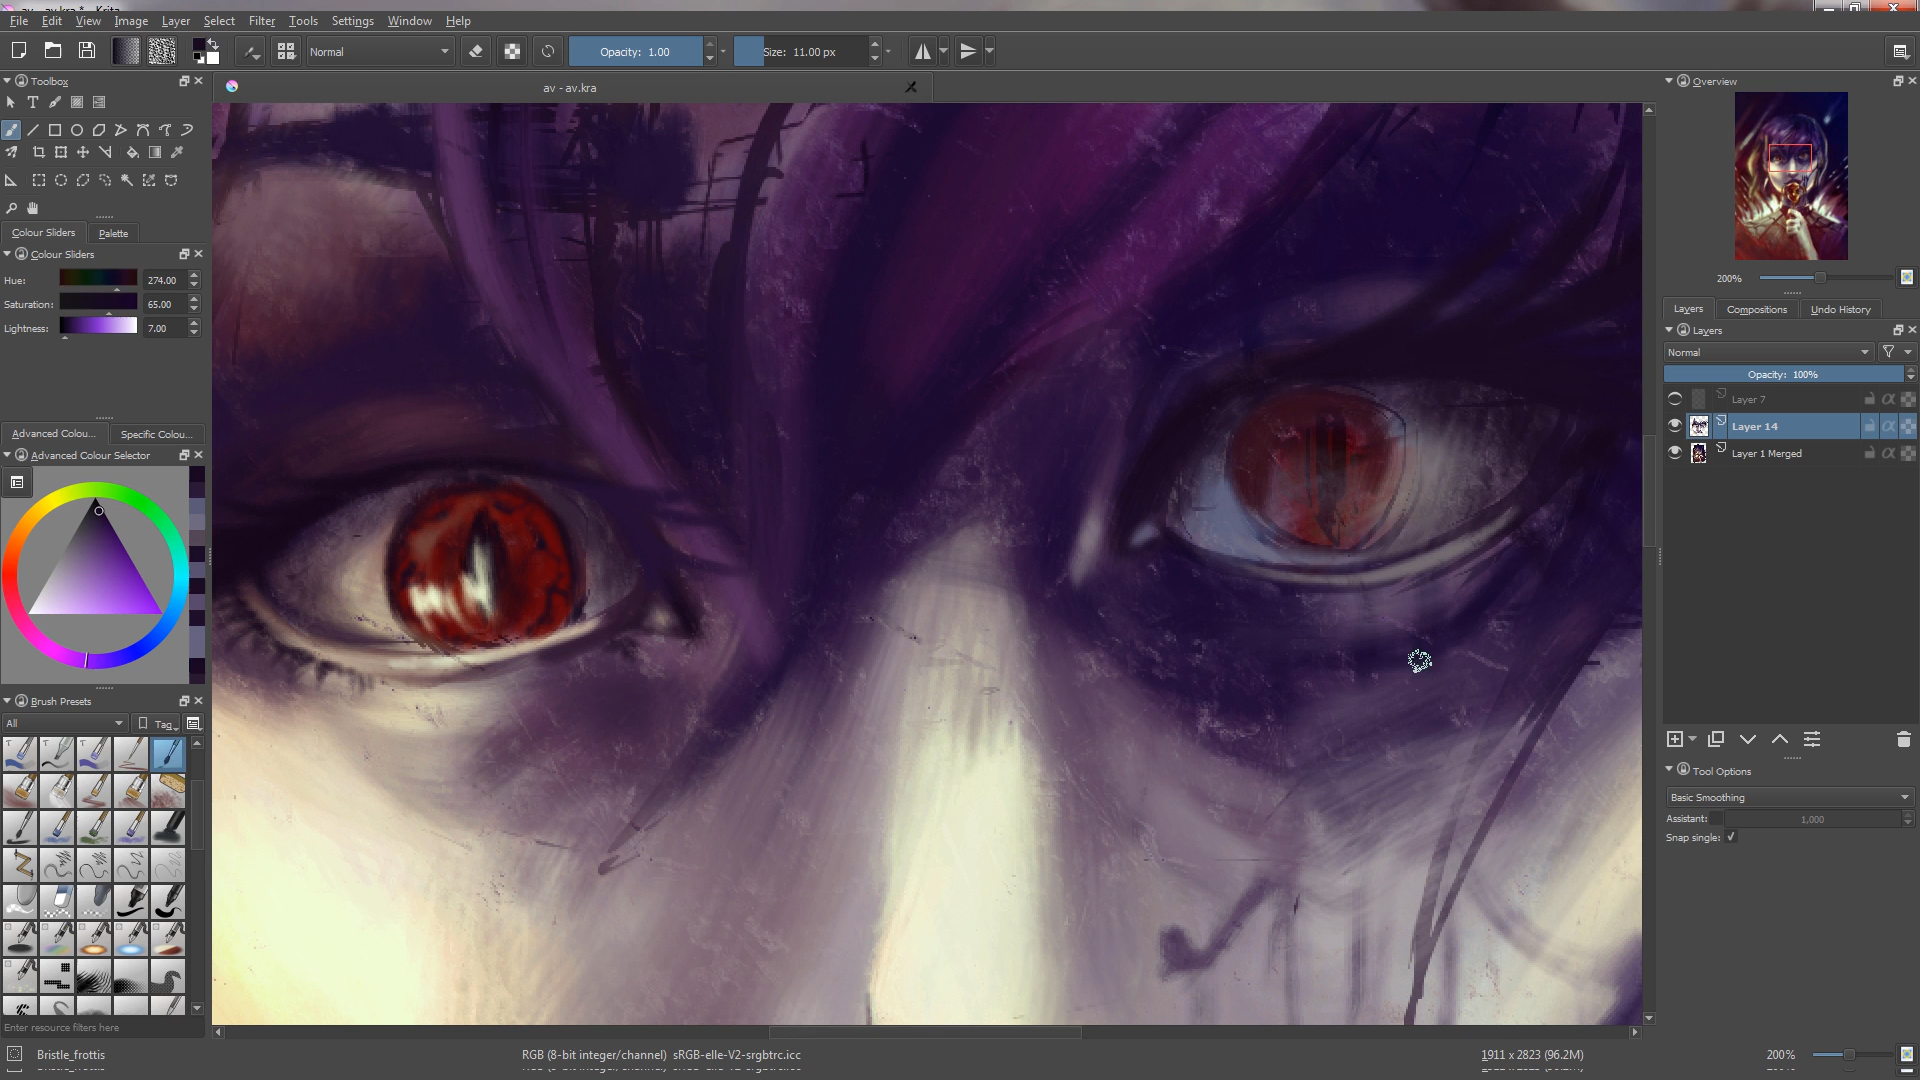 File Edit View Image Layer Select Filter Tools Settings Window Help
Normal Opacity: 1.00 Size: 11.00 px
Toolbox
av - av.kra
Overview
Colour Sliders Palette
Colour Sliders
Hue: 274.00
Saturation: 65.00
Lightness: 7.00
200%
Layers Compositions Undo History
Layers
Normal
Opacity: 100%
Layer 7
Layer 14
Layer 1 Merged
Advanced Colou... Specific Colou...
Advanced Colour Selector
Brush Presets
All Tag
Tool Options
Basic Smoothing
Assistant: 1,000
Snap single:
Enter resource filters here
Bristle_frottis RGB (8-bit integer/channel) sRGB-elle-V2-srgbtrc.icc 1911 x 2823 (96.2M) 200%